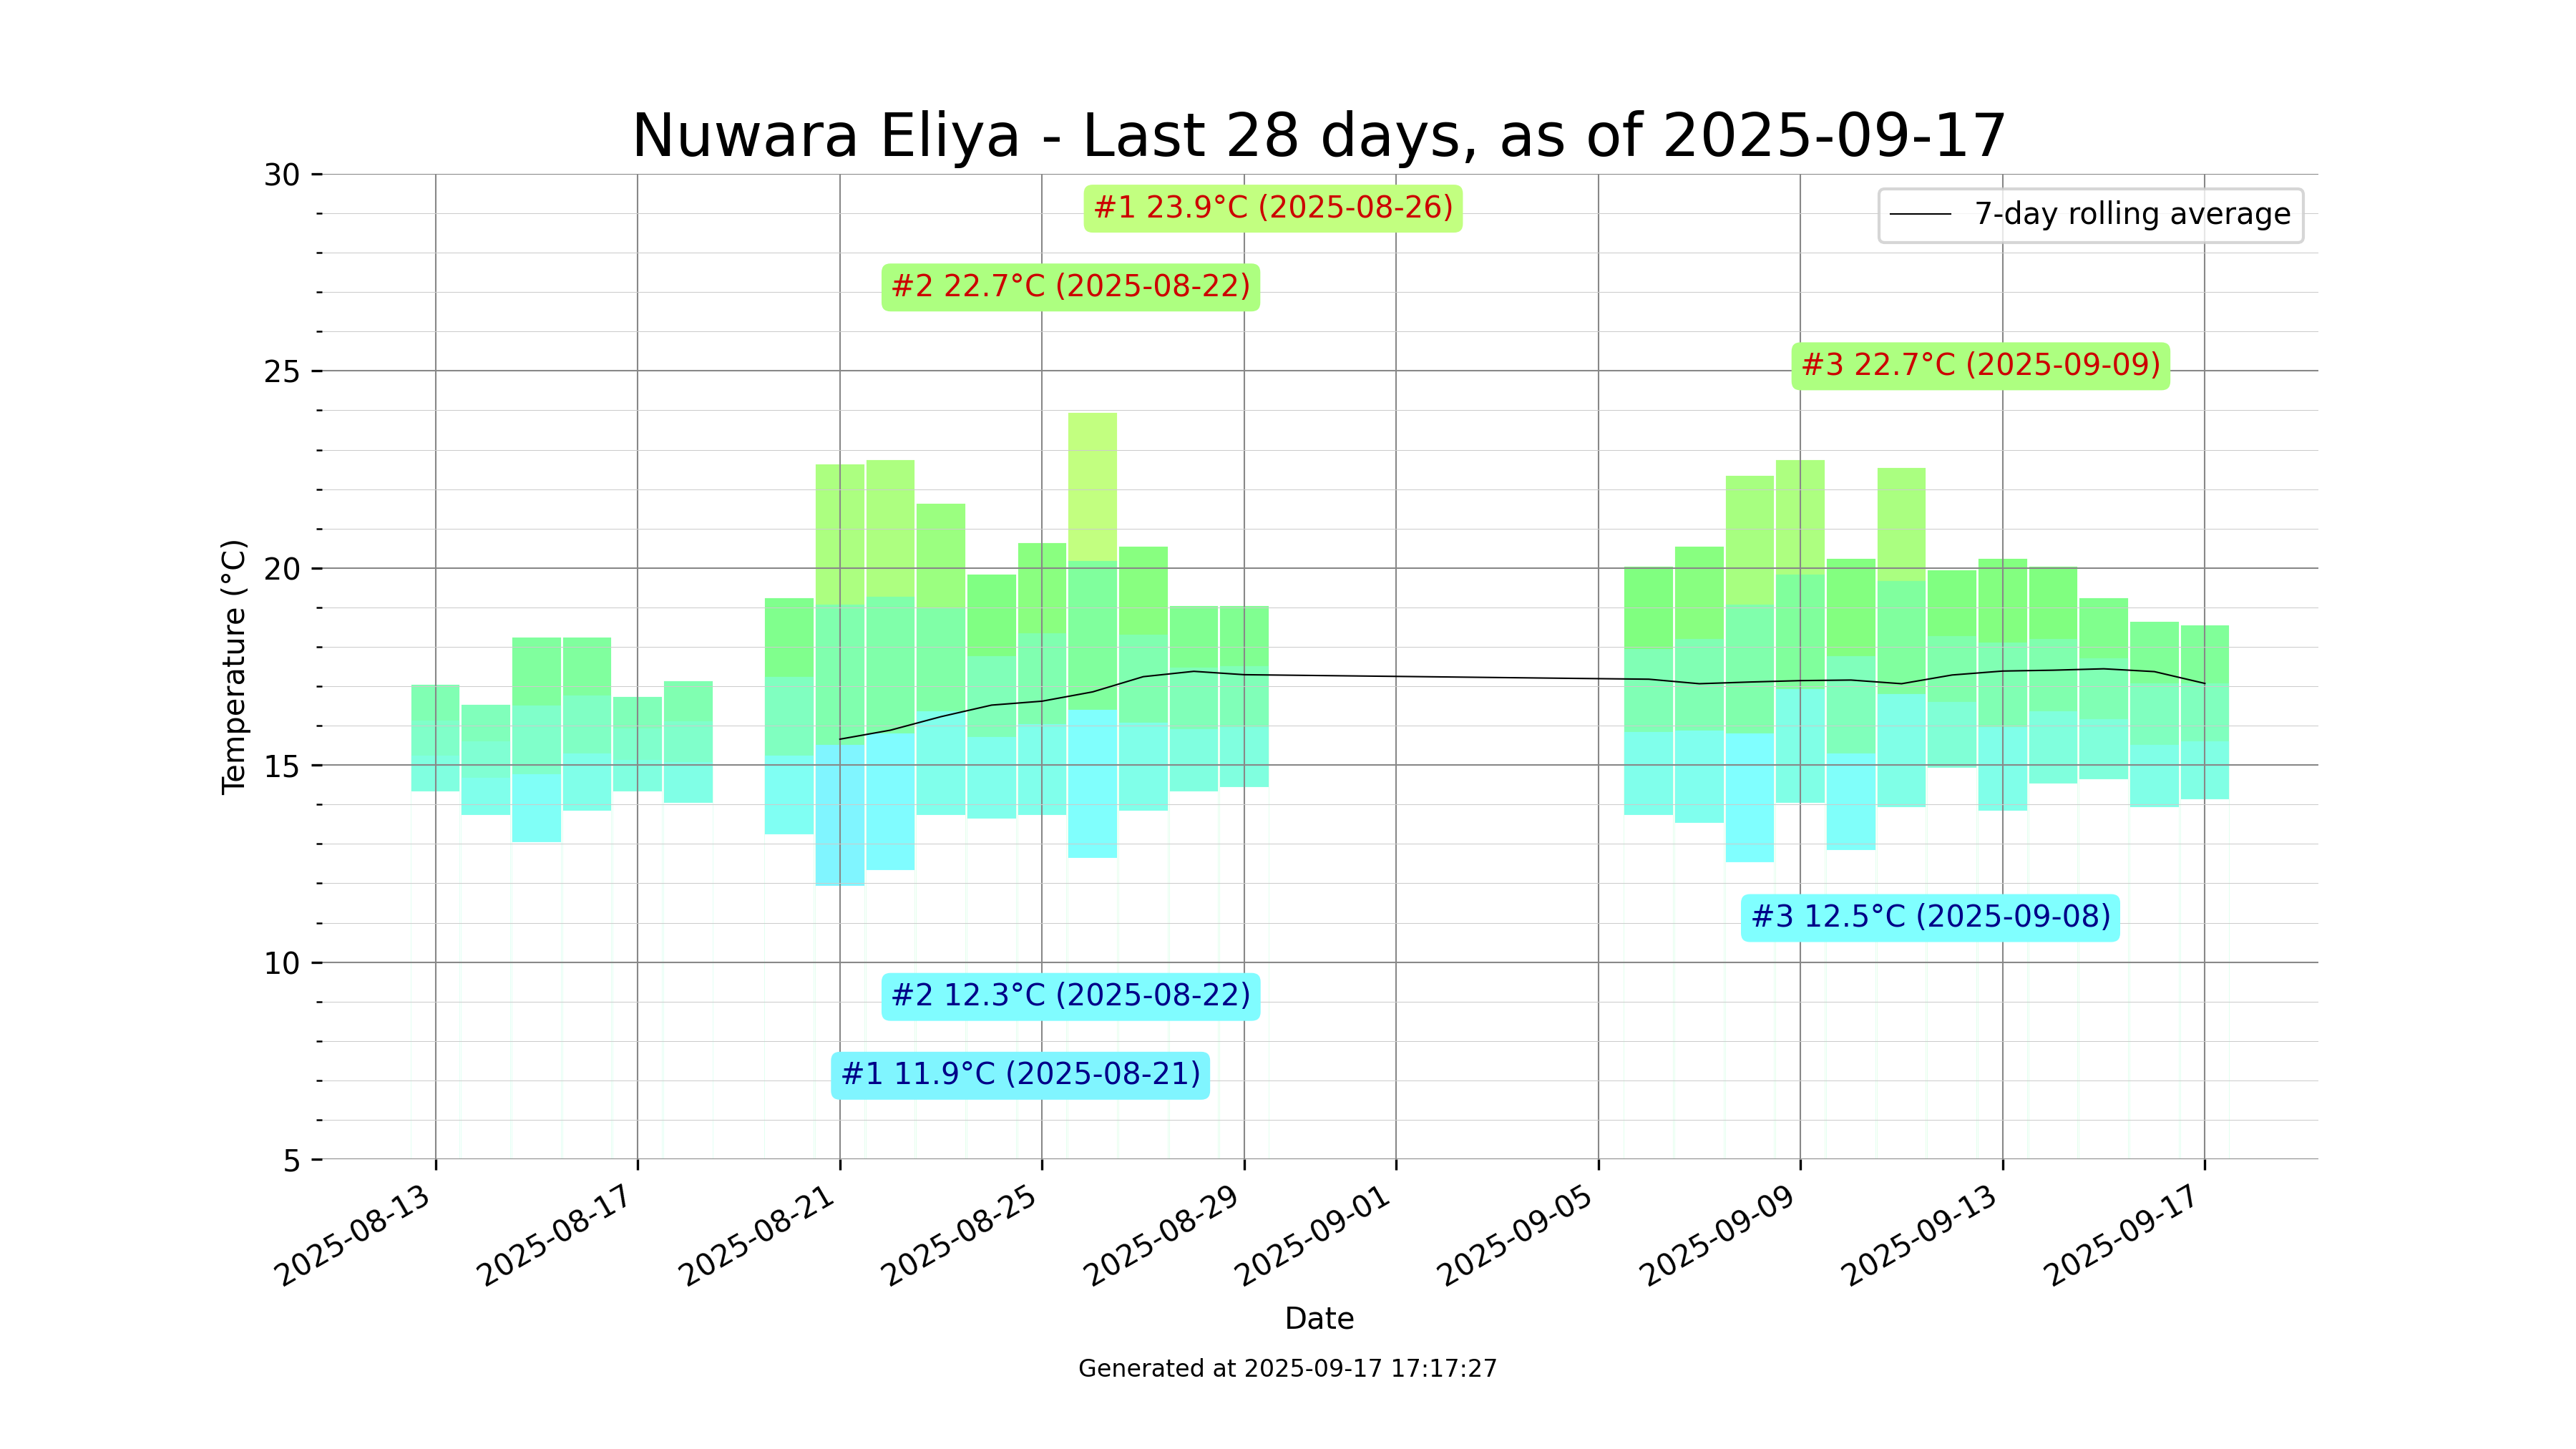 Nuwara Eliya - Last 28 days, as of 2025-09-17
30
25
20
15
10
5
Temperature (°C)
#1 23.9°C (2025-08-26)
7-day rolling average
#2 22.7°C (2025-08-22)
#3 22.7°C (2025-09-09)
#3 12.5°C (2025-09-08)
#2 12.3°C (2025-08-22)
#1 11.9°C (2025-08-21)
2025-08-13
2025-08-17
2025-08-21
2025-08-25
2025-08-29
2025-09-01
2025-09-05
2025-09-09
2025-09-13
2025-09-17
Date
Generated at 2025-09-17 17:17:27